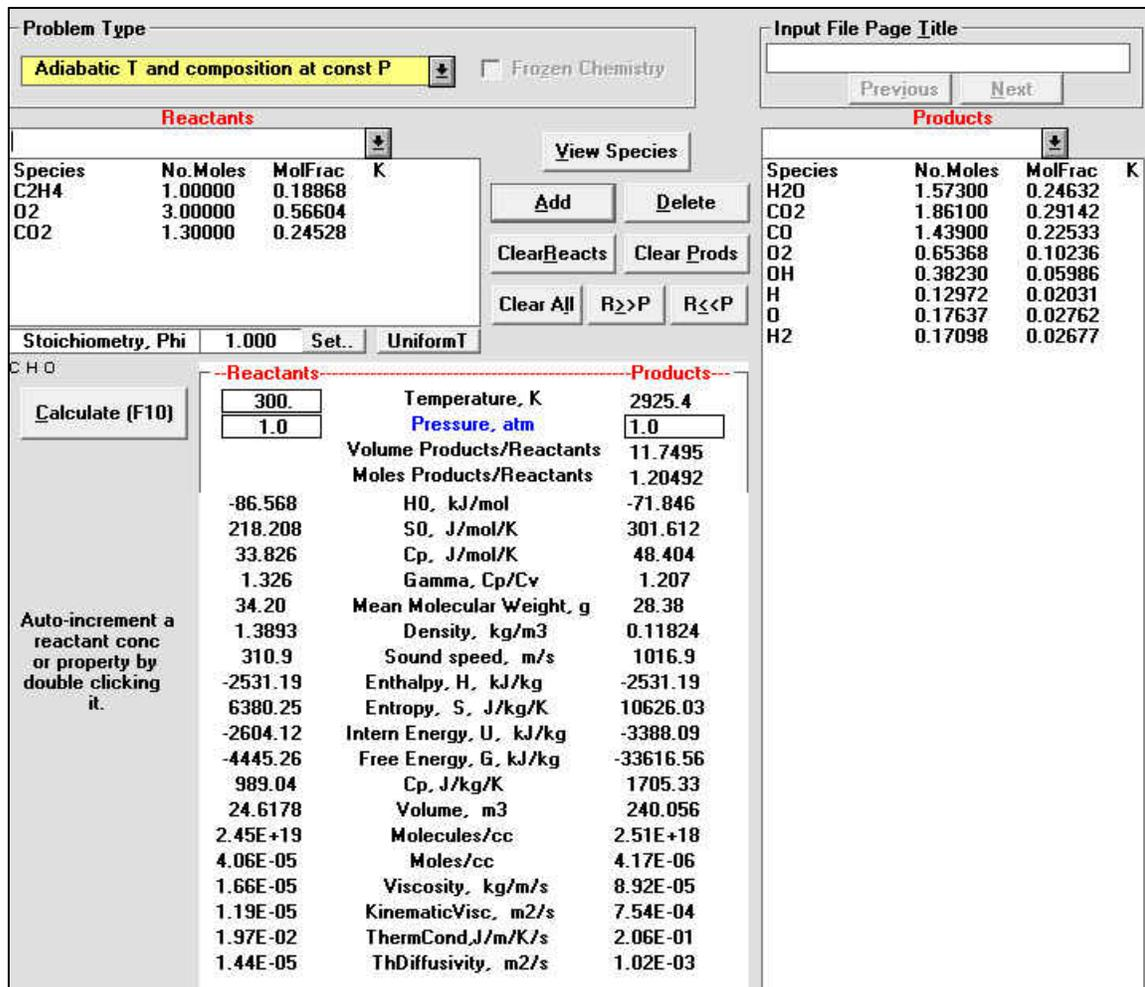 Problem Type
Adiabatic T and composition at const P
Frozen Chemistry
Input File Page Title
Previous Next
Reactants
View Species
Species No.Moles MolFrac K
C2H4 1.00000 0.18868
O2 3.00000 0.56604
CO2 1.30000 0.24528
Add Delete
ClearReacts Clear Prods
Clear All R>>P R<<P
Stoichiometry, Phi 1.000 Set.. UniformT
Products
Species No.Moles MolFrac K
H2O 1.57300 0.24632
CO2 1.86100 0.29142
CO 1.43900 0.22533
O2 0.65368 0.10236
OH 0.38230 0.05986
H 0.12972 0.02031
O 0.17637 0.02762
H2 0.17098 0.02677
C H O
Calculate (F10)
--Reactants-- --Products---
300. Temperature, K 2925.4
1.0 Pressure, atm 1.0
Volume Products/Reactants 11.7495
Moles Products/Reactants 1.20492
-86.568 H0, kJ/mol -71.846
218.208 S0, J/mol/K 301.612
33.826 Cp, J/mol/K 48.404
1.326 Gamma, Cp/Cv 1.207
34.20 Mean Molecular Weight, g 28.38
1.3893 Density, kg/m3 0.11824
310.9 Sound speed, m/s 1016.9
-2531.19 Enthalpy, H, kJ/kg -2531.19
6380.25 Entropy, S, J/kg/K 10626.03
-2604.12 Intern Energy, U, kJ/kg -3388.09
-4445.26 Free Energy, G, kJ/kg -33616.56
989.04 Cp, J/kg/K 1705.33
24.6178 Volume, m3 240.056
2.45E+19 Molecules/cc 2.51E+18
4.06E-05 Moles/cc 4.17E-06
1.66E-05 Viscosity, kg/m/s 8.92E-05
1.19E-05 KinematicVisc, m2/s 7.54E-04
1.97E-02 ThermCond,J/m/K/s 2.06E-01
1.44E-05 ThDiffusivity, m2/s 1.02E-03
Auto-increment a
reactant conc
or property by
double clicking
it.